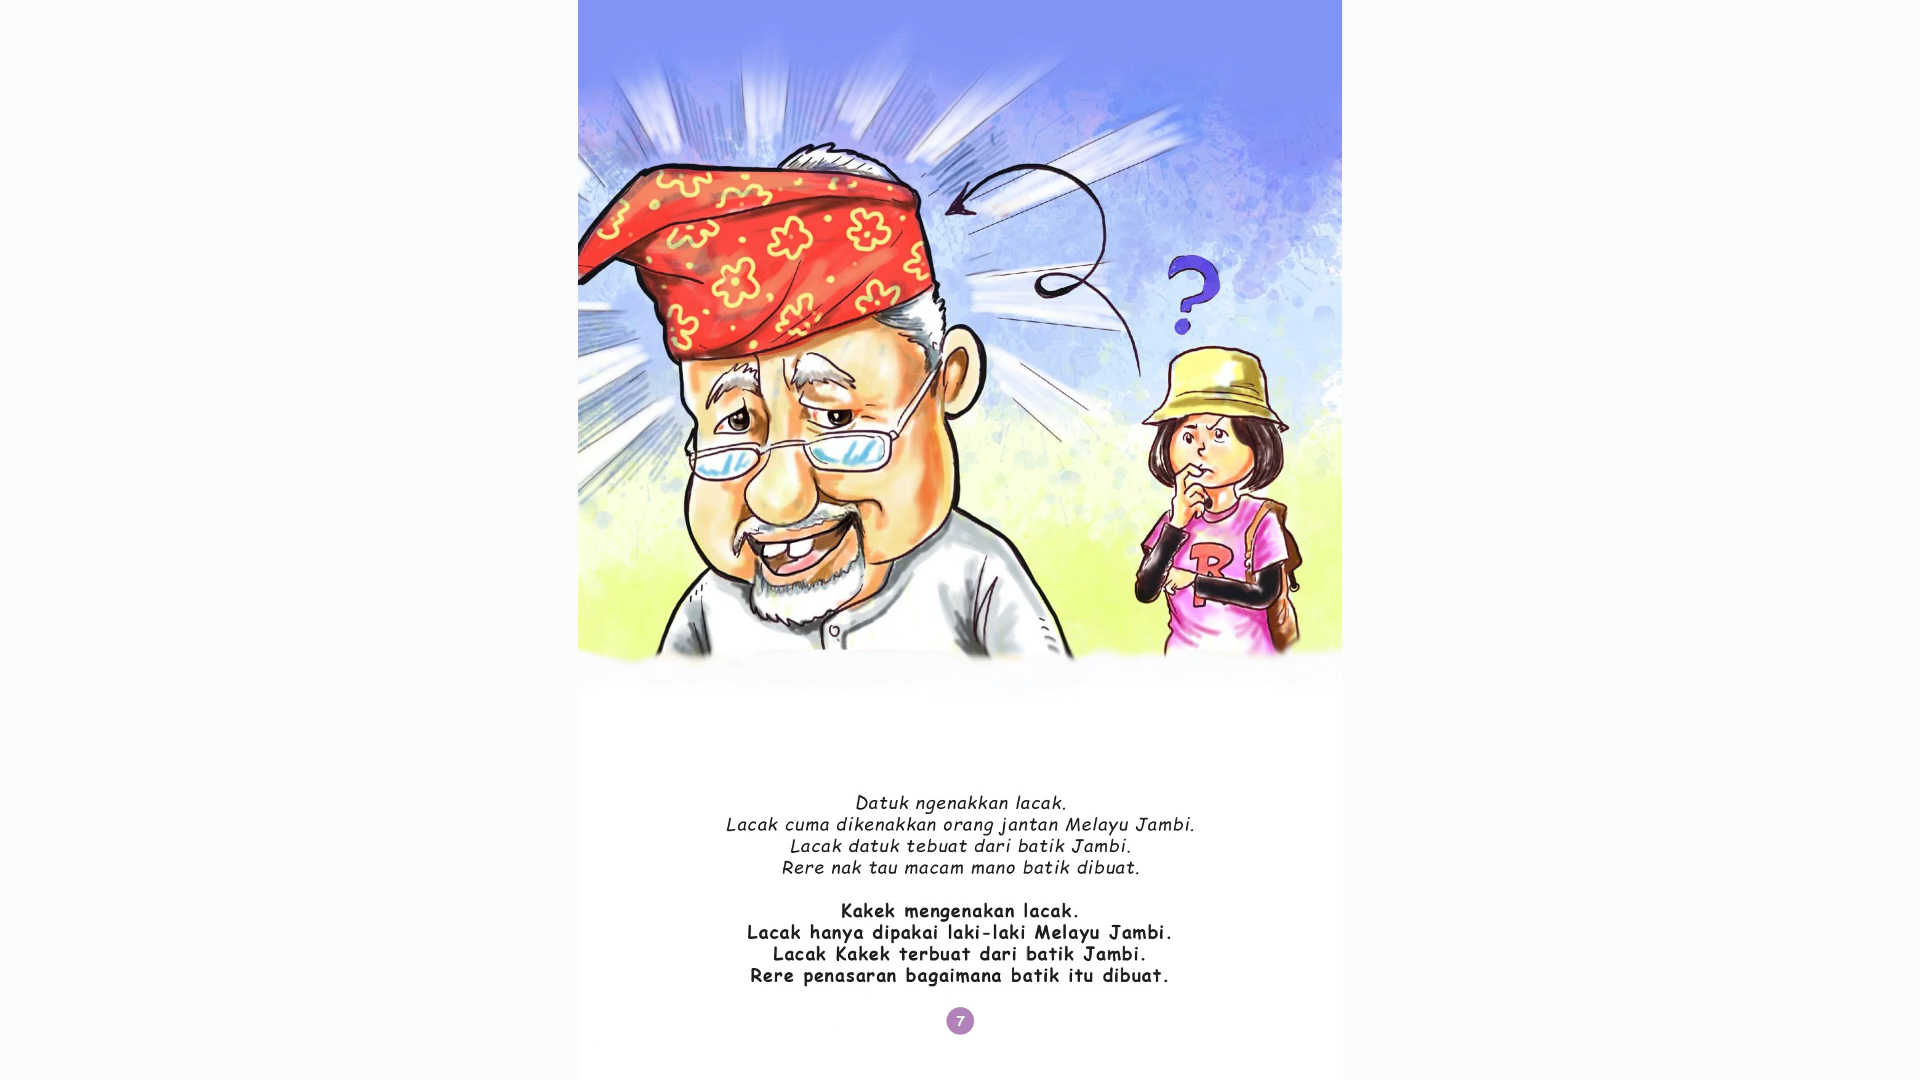 ?
R
Datuk ngenakkan lacak.
Lacak cuma dikenakkan orang jantan Melayu Jambi.
Lacak datuk tebuat dari batik Jambi.
Rere nak tau macam mano batik dibuat.
Kakek mengenakan lacak.
Lacak hanya dipakai laki-laki Melayu Jambi.
Lacak Kakek terbuat dari batik Jambi.
Rere penasaran bagaimana batik itu dibuat.
7